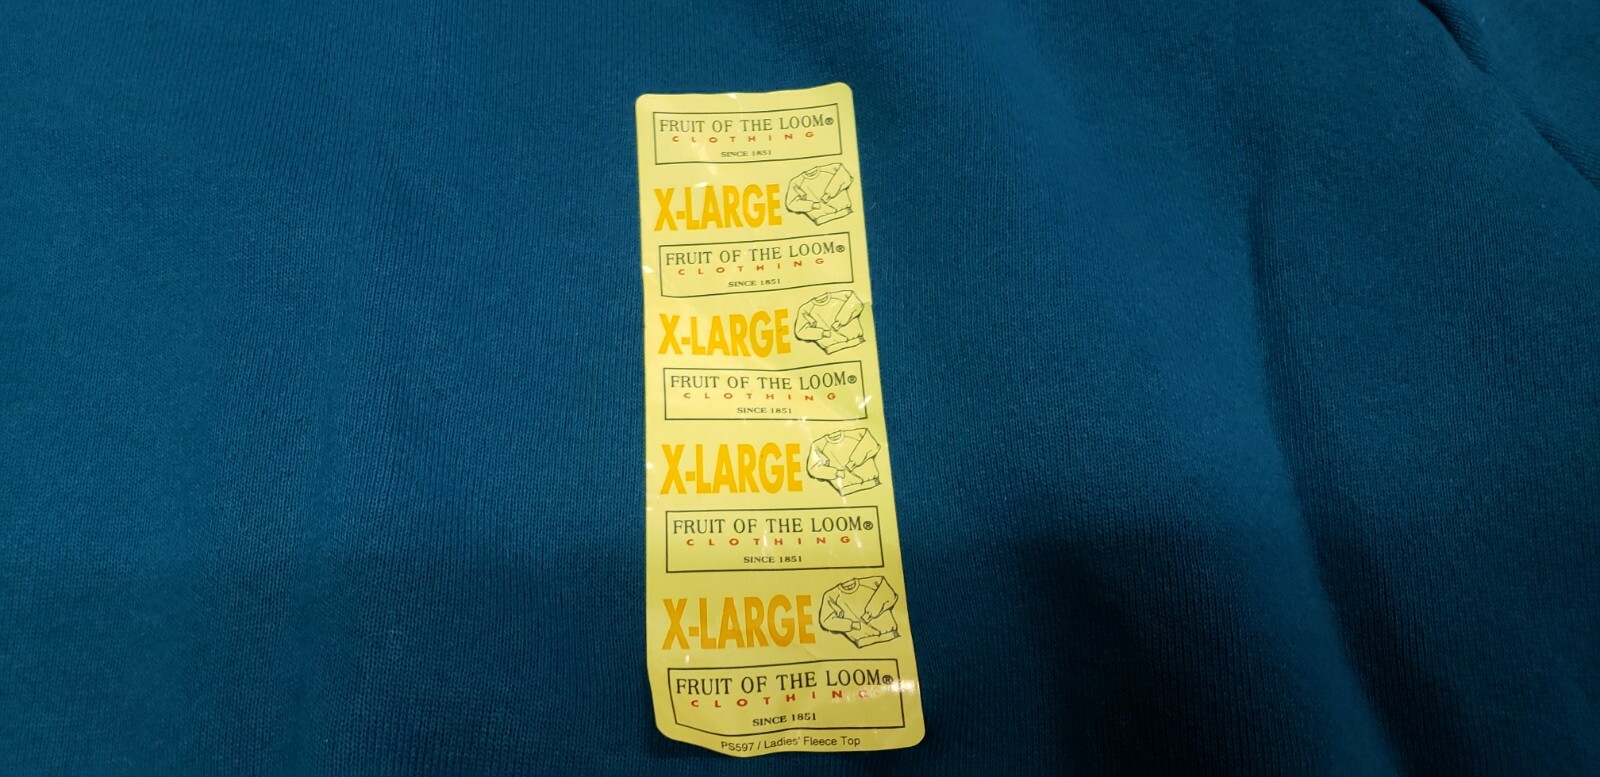 FRUIT OF THE LOOM®
CLOTHING
SINCE 1851
X-LARGE
FRUIT OF THE LOOM®
CLOTHING
SINCE 1851
X-LARGE
FRUIT OF THE LOOM®
CLOTHING
SINCE 1851
X-LARGE
FRUIT OF THE LOOM®
CLOTHING
SINCE 1851
X-LARGE
FRUIT OF THE LOOM®
CLOTHING
SINCE 1851
PS597 / Ladies' Fleece Top